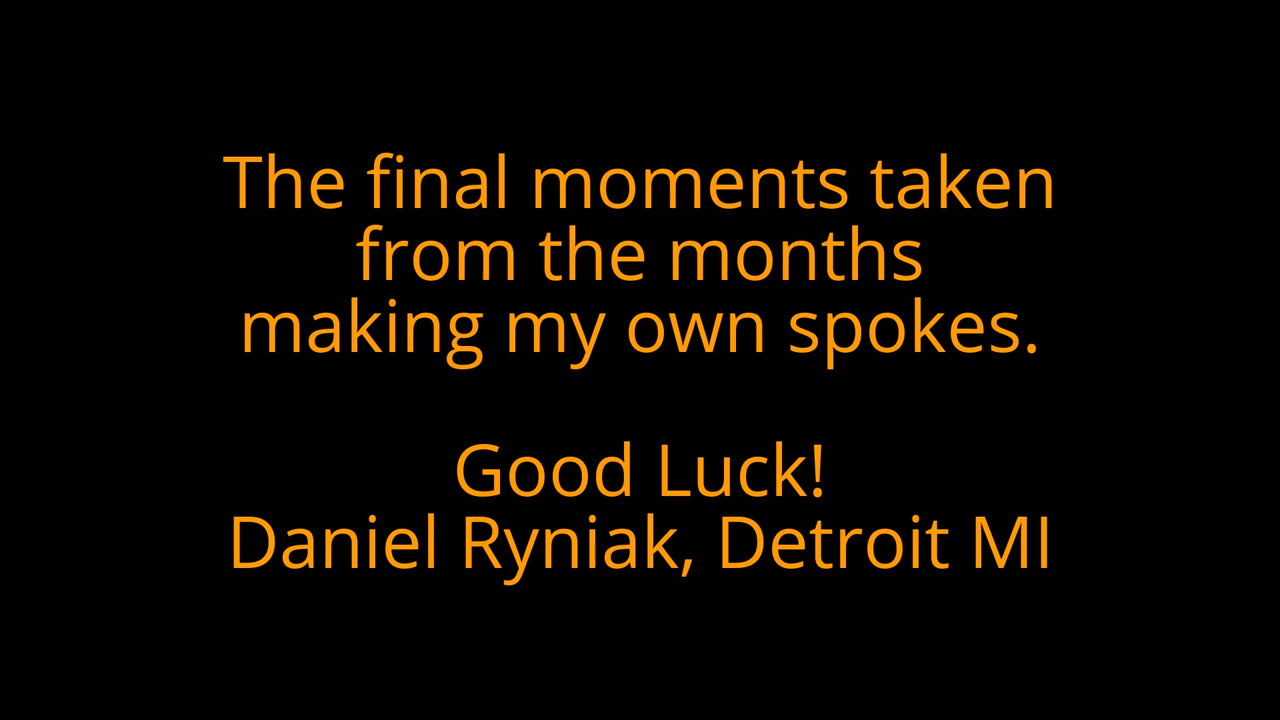 The final moments taken
from the months
making my own spokes.
Good Luck!
Daniel Ryniak, Detroit MI